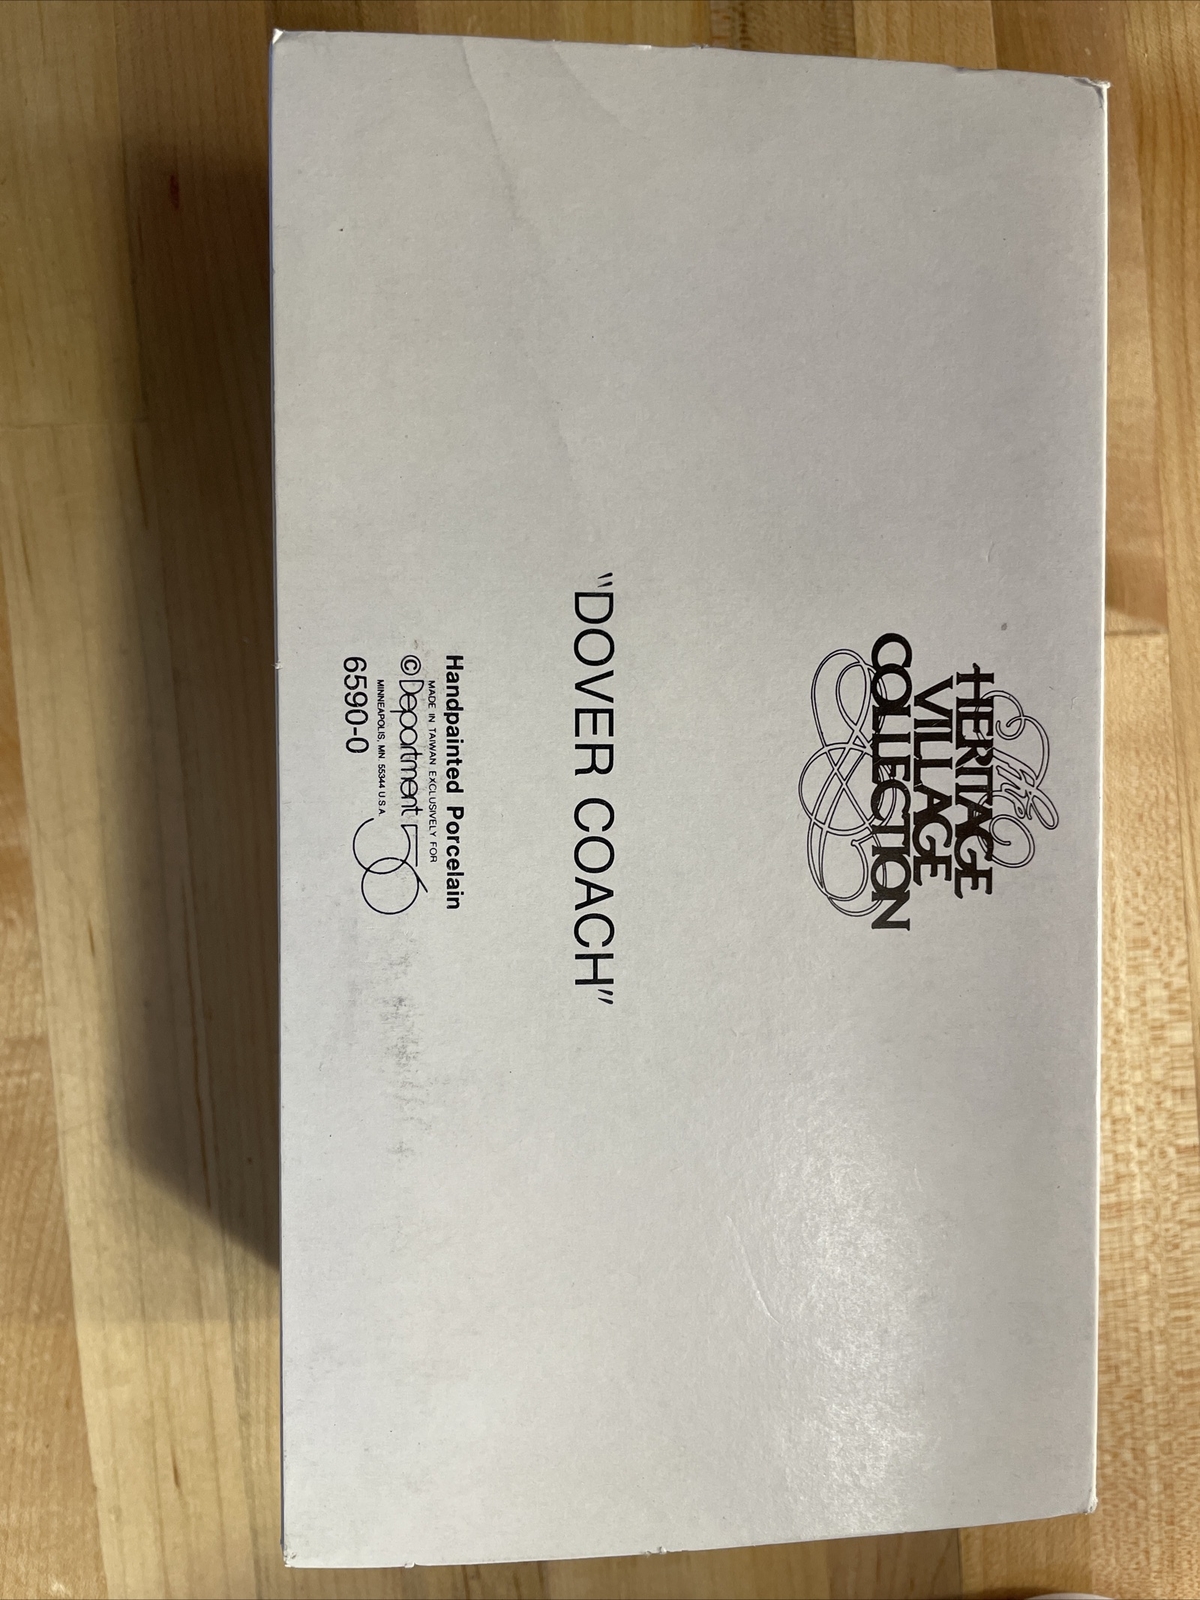 The
HERITAGE
VILLAGE
COLLECTION
"DOVER COACH"
Handpainted Porcelain
MADE IN TAIWAN EXCLUSIVELY FOR
© Department 56
MINNEAPOLIS, MN 55344 U.S.A.
6590-0